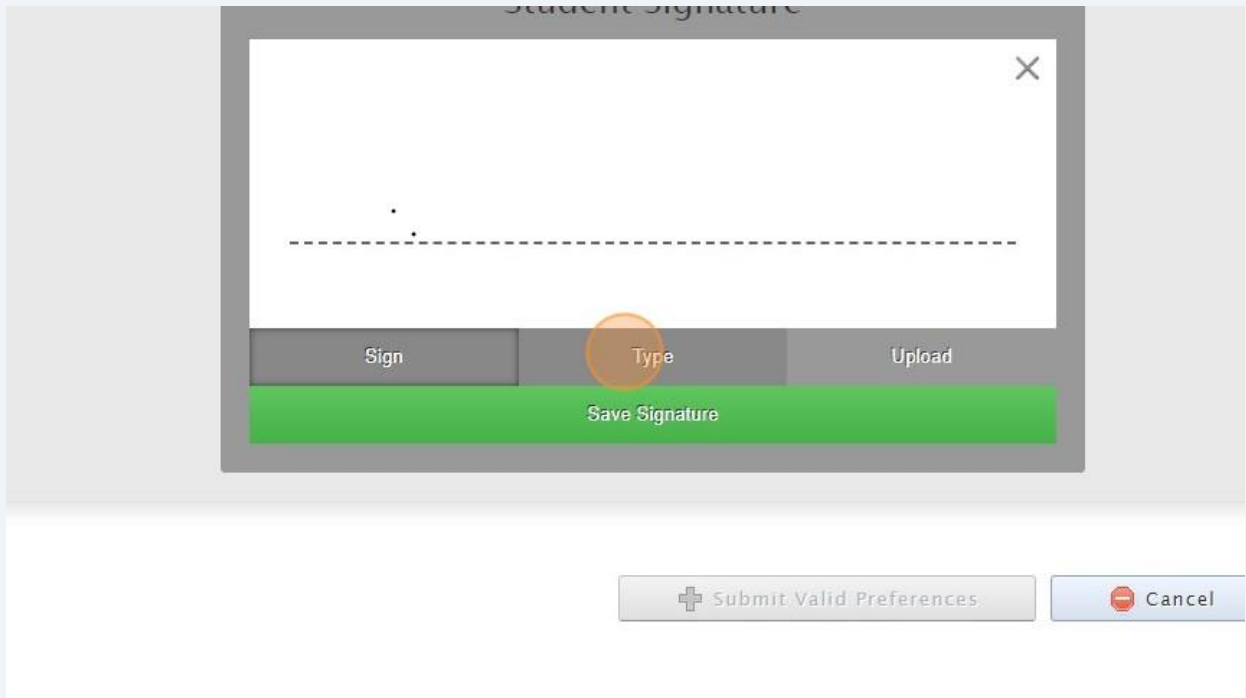 Student Signature
Sign Type Upload
Save Signature
Submit Valid Preferences Cancel